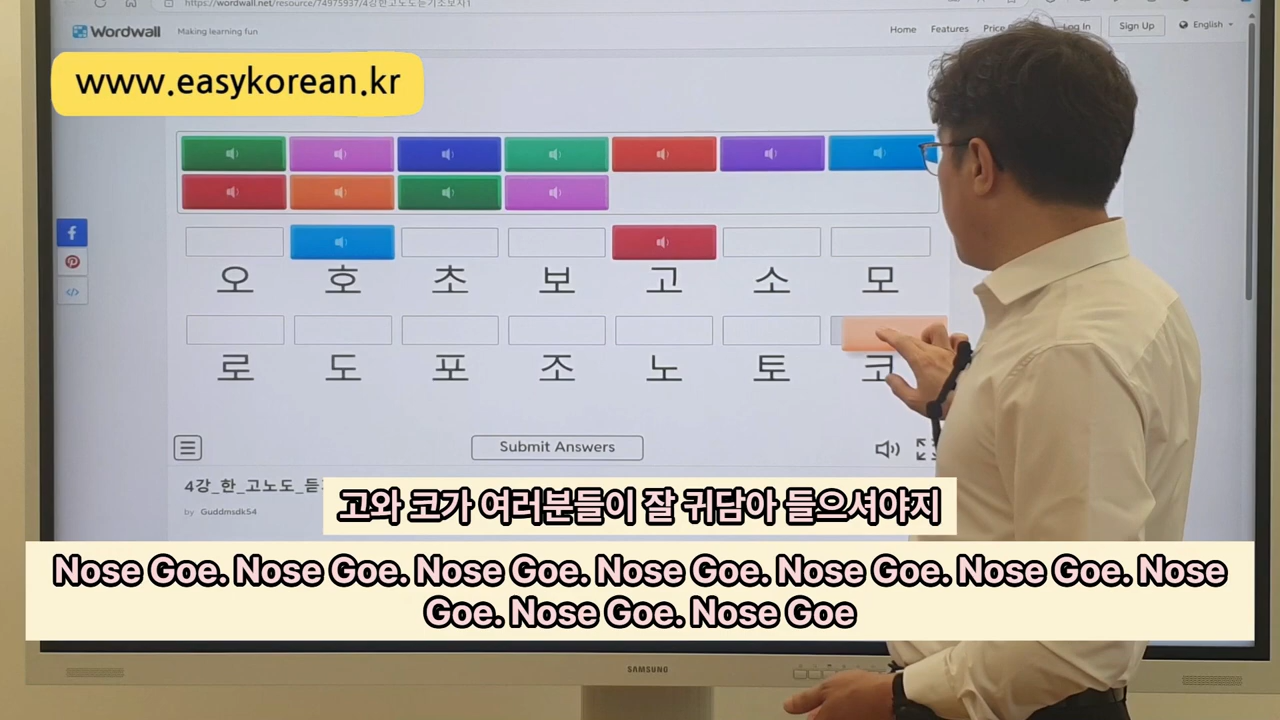 https://wordwall.net/resource/74975937/4강한고노도듣기초보자1
Wordwall
Making learning fun
Home
Features
Log In
Sign Up
English
www.easykorean.kr
오 호 초 보 고 소 모
로 도 포 조 노 토 코
Submit Answers
4강_한_고노도_듣
by Guddmsdk54
고와 코가 여러분들이 잘 귀담아 들으셔야지
Nose Goe. Nose Goe. Nose Goe. Nose Goe. Nose Goe. Nose Goe. Nose
Goe. Nose Goe. Nose Goe
SAMSUNG